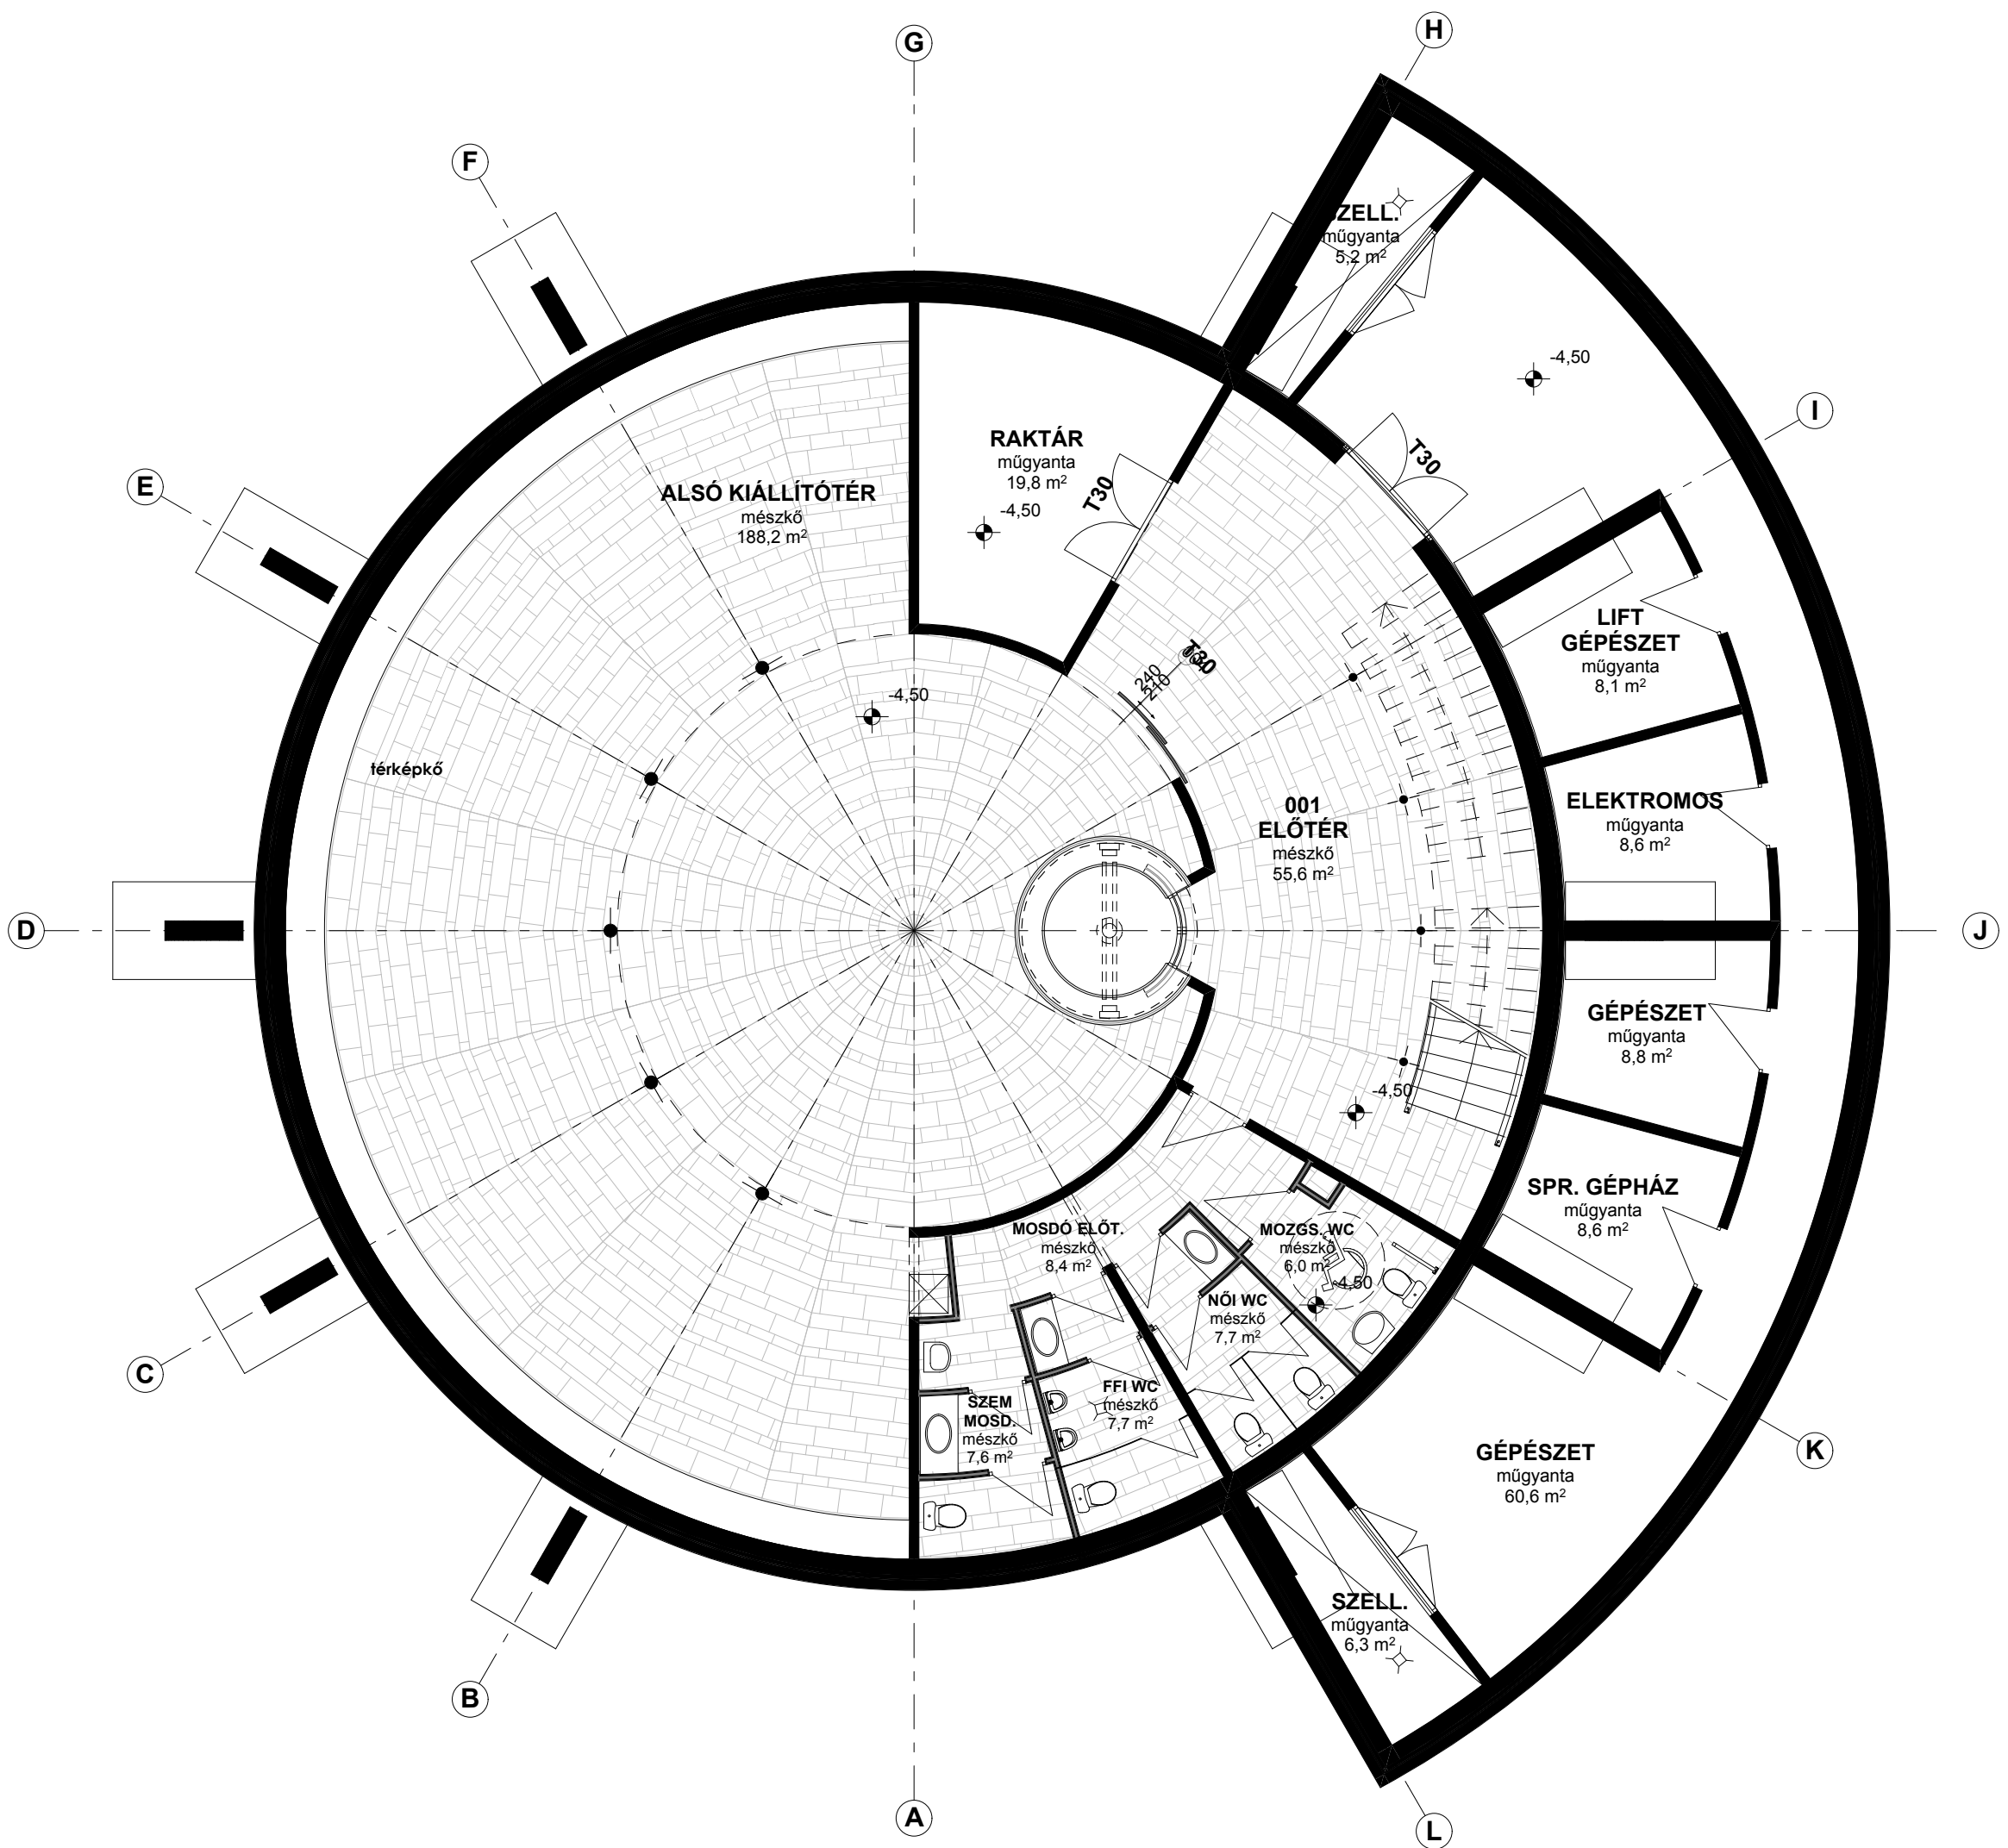 G
H
F
SZELL.
műgyanta
5,2 m²
-4,50
I
RAKTÁR
műgyanta
19,8 m²
-4,50
T30
T30
E
ALSÓ KIÁLLÍTÓTÉR
mészkő
188,2 m²
LIFT
GÉPÉSZET
műgyanta
8,1 m²
T30
240
210
-4,50
térképkő
001
ELŐTÉR
mészkő
55,6 m²
ELEKTROMOS
műgyanta
8,6 m²
D
J
GÉPÉSZET
műgyanta
8,8 m²
-4,50
SPR. GÉPHÁZ
műgyanta
8,6 m²
MOSDÓ ELŐT.
mészkő
8,4 m²
MOZGS. WC
mészkő
6,0 m²
-4,50
NŐI WC
mészkő
7,7 m²
C
FFI WC
mészkő
7,7 m²
SZEM
MOSD.
mészkő
7,6 m²
K
GÉPÉSZET
műgyanta
60,6 m²
SZELL.
műgyanta
6,3 m²
B
A
L